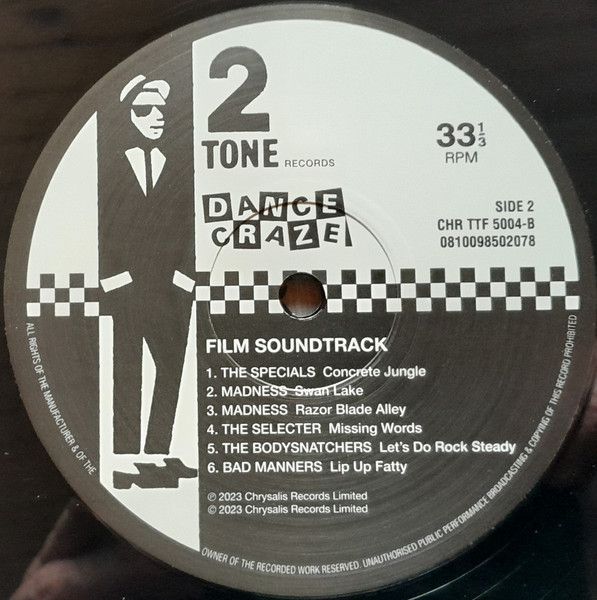 2
TONE RECORDS
33 1/3
RPM
DANCE
CRAZE
SIDE 2
CHR TTF 5004-B
0810098502078
FILM SOUNDTRACK
1. THE SPECIALS Concrete Jungle
2. MADNESS Swan Lake
3. MADNESS Razor Blade Alley
4. THE SELECTER Missing Words
5. THE BODYSNATCHERS Let's Do Rock Steady
6. BAD MANNERS Lip Up Fatty
℗ 2023 Chrysalis Records Limited
© 2023 Chrysalis Records Limited
ALL RIGHTS OF THE MANUFACTURER & OF THE OWNER OF THE RECORDED WORK RESERVED. UNAUTHORISED PUBLIC PERFORMANCE BROADCASTING & COPYING OF THIS RECORD PROHIBITED